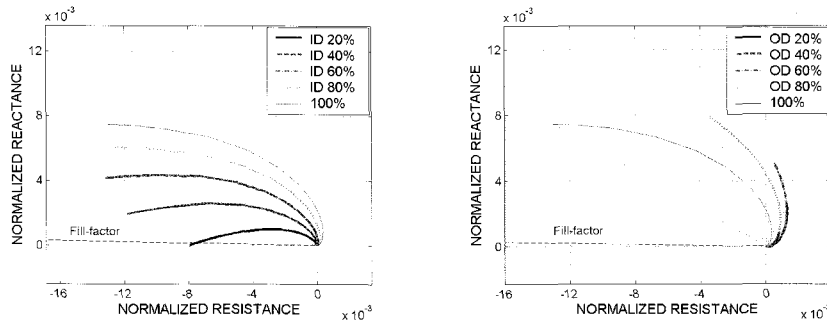 x 10⁻³
12
8
4
0
NORMALIZED REACTANCE
ID 20%
ID 40%
ID 60%
ID 80%
100%
Fill-factor
-16
-12
-8
-4
0
NORMALIZED RESISTANCE
x 10⁻³
x 10⁻³
12
8
4
0
NORMALIZED REACTANCE
OD 20%
OD 40%
OD 60%
OD 80%
100%
Fill-factor
-16
-12
-8
-4
0
NORMALIZED RESISTANCE
x 10⁻³